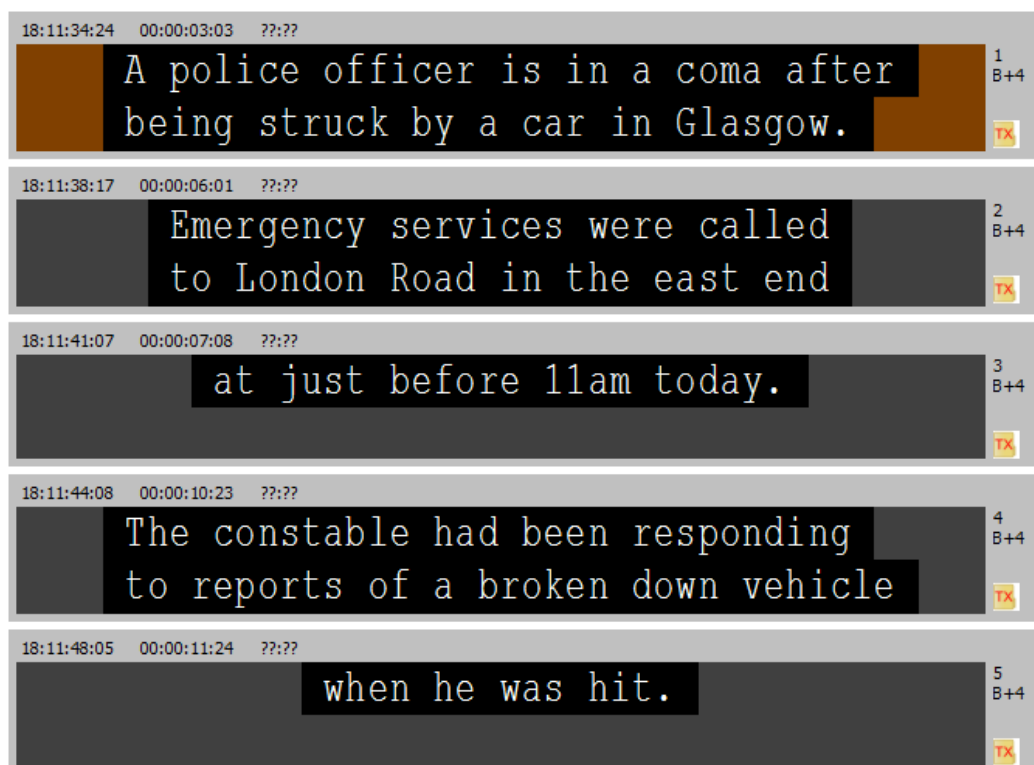 18:11:34:24 00:00:03:03 ??:??
A police officer is in a coma after
being struck by a car in Glasgow.
1
B+4
TX
18:11:38:17 00:00:06:01 ??:??
Emergency services were called
to London Road in the east end
2
B+4
TX
18:11:41:07 00:00:07:08 ??:??
at just before 11am today.
3
B+4
TX
18:11:44:08 00:00:10:23 ??:??
The constable had been responding
to reports of a broken down vehicle
4
B+4
TX
18:11:48:05 00:00:11:24 ??:??
when he was hit.
5
B+4
TX